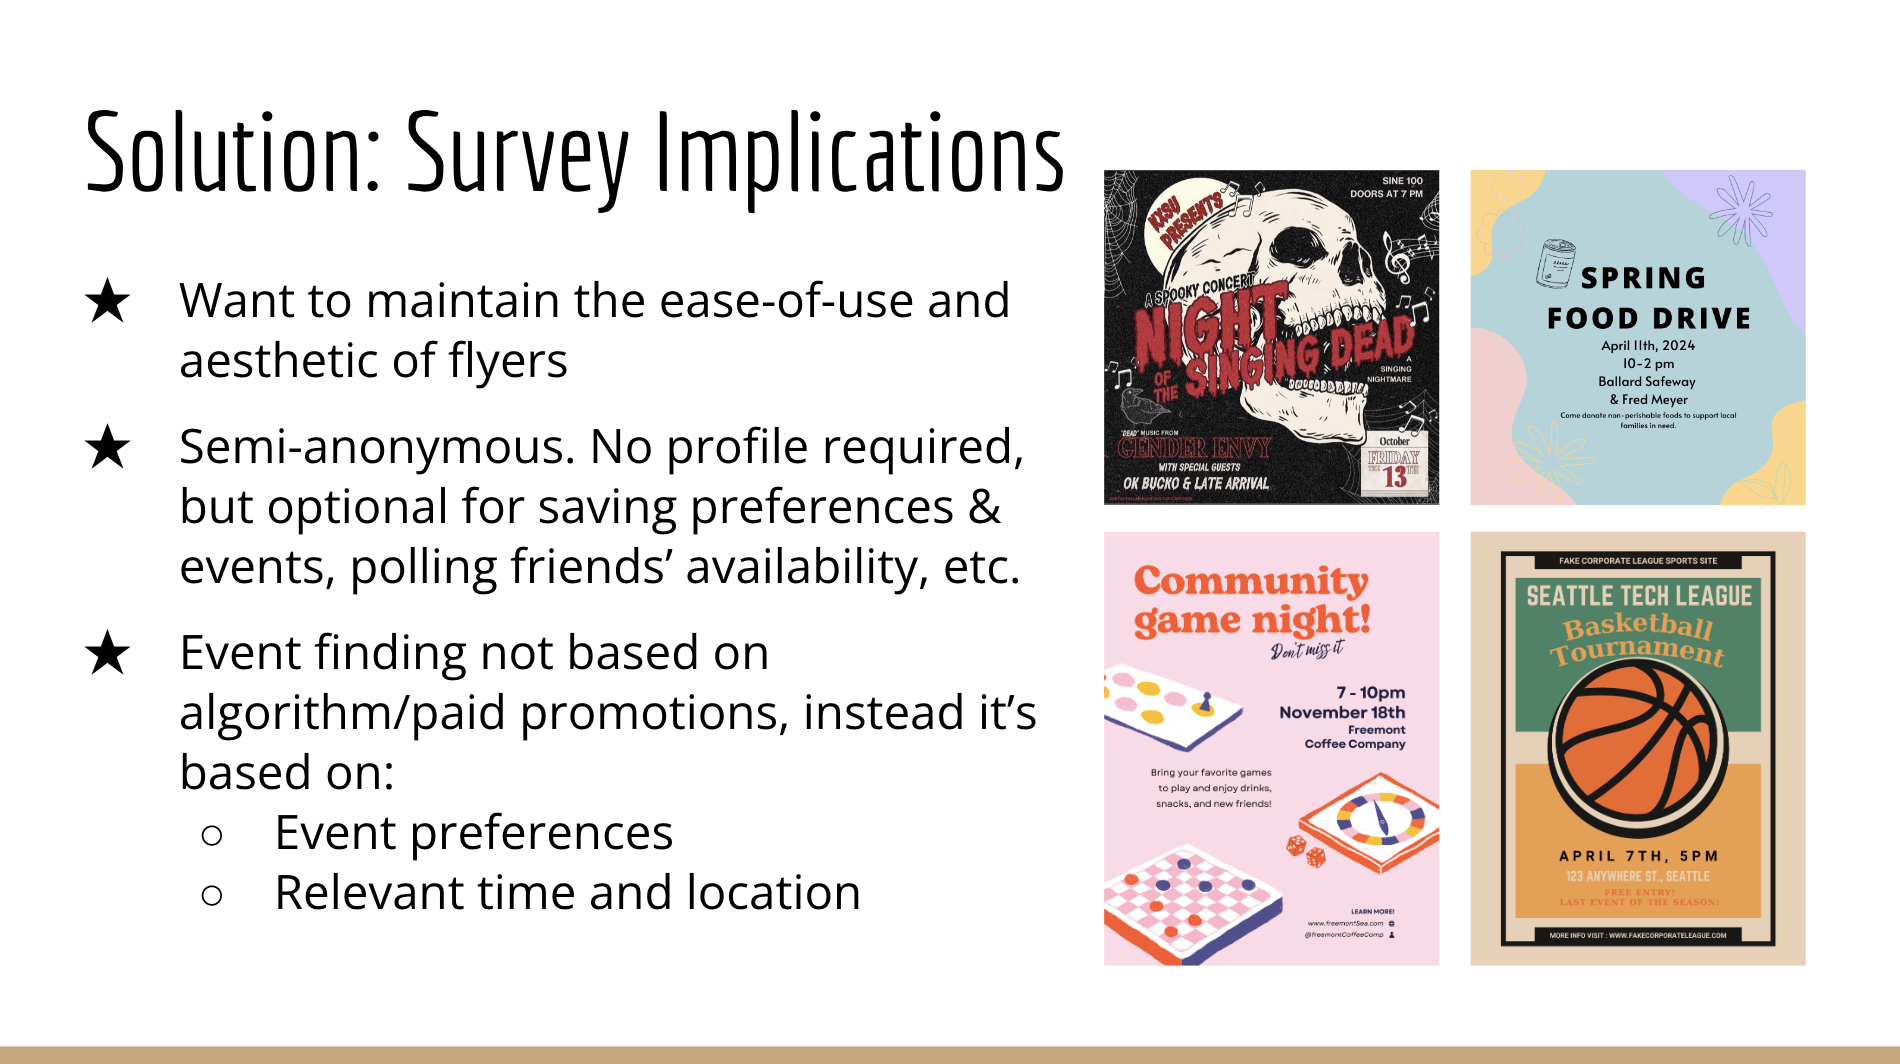 Solution: Survey Implications
★ Want to maintain the ease-of-use and
aesthetic of flyers
★ Semi-anonymous. No profile required,
but optional for saving preferences &
events, polling friends’ availability, etc.
★ Event finding not based on
algorithm/paid promotions, instead it’s
based on:
○ Event preferences
○ Relevant time and location
SINE 100
DOORS AT 7 PM
KXSU
PRESENTS
A SPOOKY CONCERT
NIGHT
OF THE
SINGING DEAD
A
SINGING
NIGHTMARE
"DEAD" MUSIC FROM
GENDER ENVY
WITH SPECIAL GUESTS
OK BUCKO & LATE ARRIVAL
October
FRIDAY
THE 13TH
SPRING
FOOD DRIVE
April 11th, 2024
10-2 pm
Ballard Safeway
& Fred Meyer
Come donate non-perishable foods to support local
families in need.
Community
game night!
Don't miss it
7 - 10pm
November 18th
Freemont
Coffee Company
Bring your favorite games
to play and enjoy drinks,
snacks, and new friends!
LEARN MORE!
www.freemontSea.com
@freemontCoffeeComp
FAKE CORPORATE LEAGUE SPORTS SITE
SEATTLE TECH LEAGUE
Basketball
Tournament
APRIL 7TH, 5PM
123 ANYWHERE ST., SEATTLE
FREE ENTRY!
LAST EVENT OF THE SEASON!
MORE INFO VISIT : WWW.FAKECORPORATELEAGUE.COM